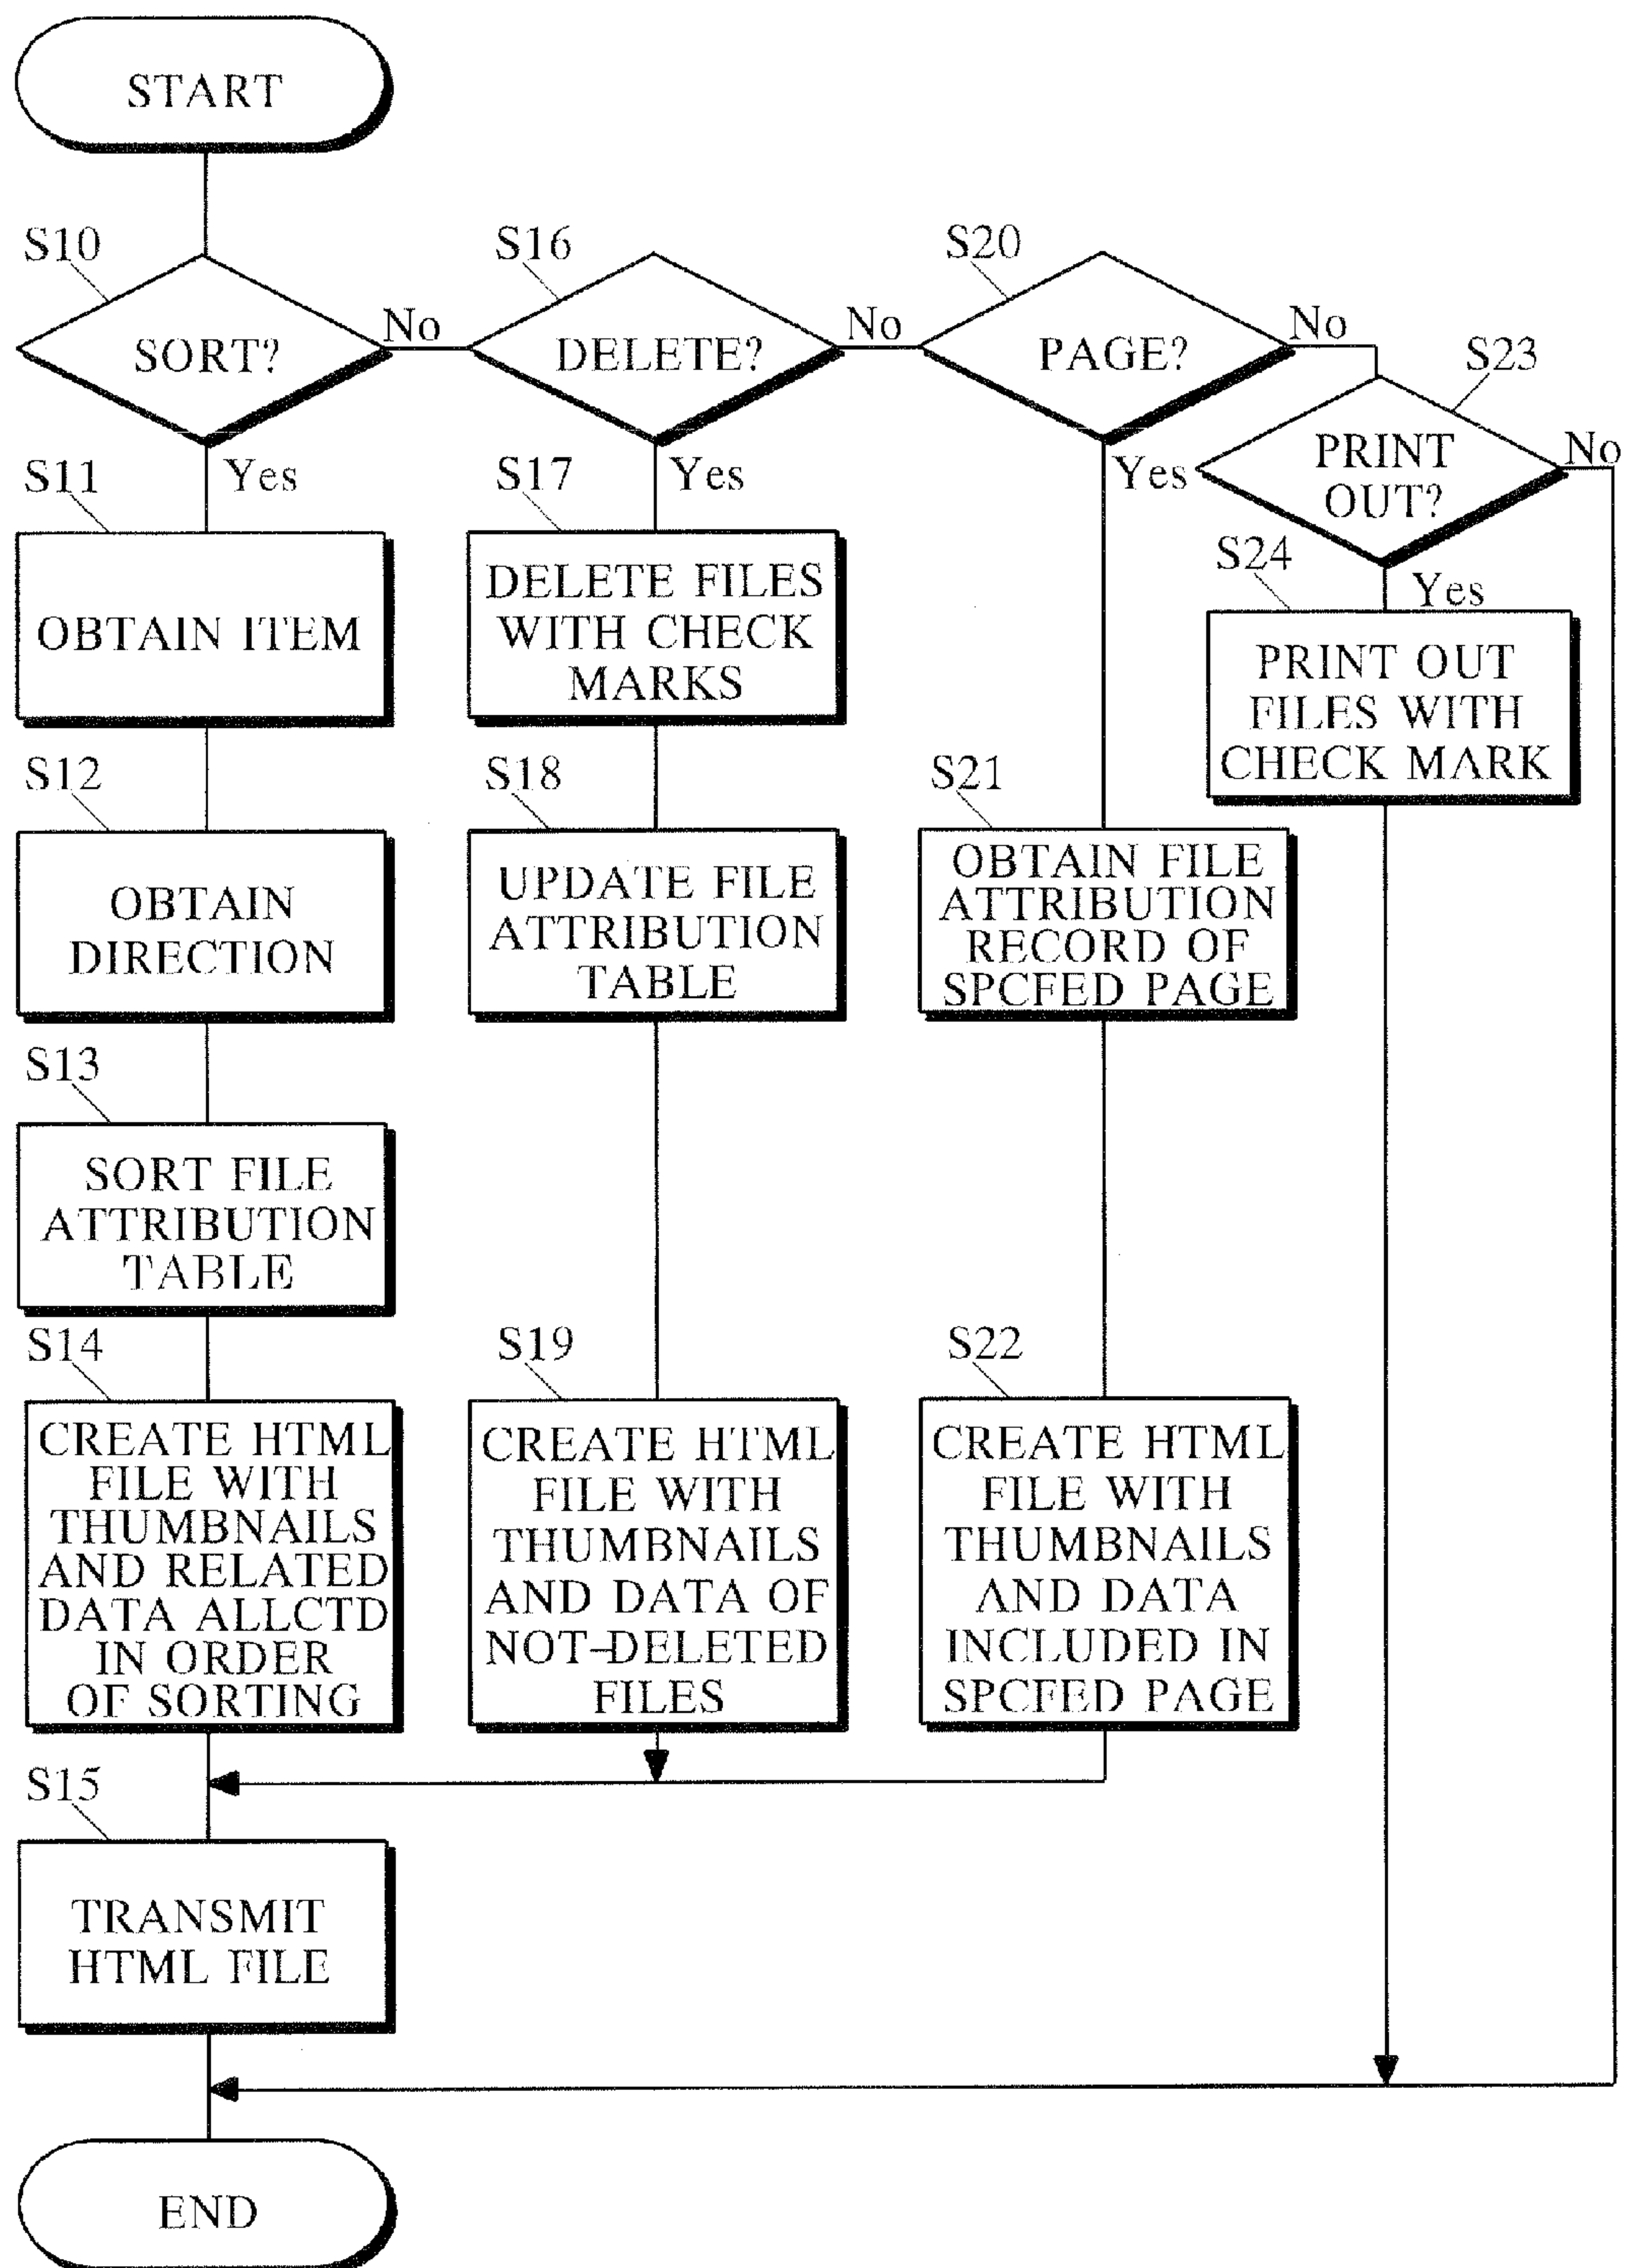 START
S10
SORT?
No
Yes
S16
DELETE?
No
Yes
S20
PAGE?
No
Yes
S23
PRINT
OUT?
No
Yes
S11
OBTAIN ITEM
S12
OBTAIN
DIRECTION
S13
SORT FILE
ATTRIBUTION
TABLE
S14
CREATE HTML
FILE WITH
THUMBNAILS
AND RELATED
DATA ALLCTD
IN ORDER
OF SORTING
S15
TRANSMIT
HTML FILE
S17
DELETE FILES
WITH CHECK
MARKS
S18
UPDATE FILE
ATTRIBUTION
TABLE
S19
CREATE HTML
FILE WITH
THUMBNAILS
AND DATA OF
NOT-DELETED
FILES
S21
OBTAIN FILE
ATTRIBUTION
RECORD OF
SPCFED PAGE
S22
CREATE HTML
FILE WITH
THUMBNAILS
AND DATA
INCLUDED IN
SPCFED PAGE
S24
PRINT OUT
FILES WITH
CHECK MARK
END